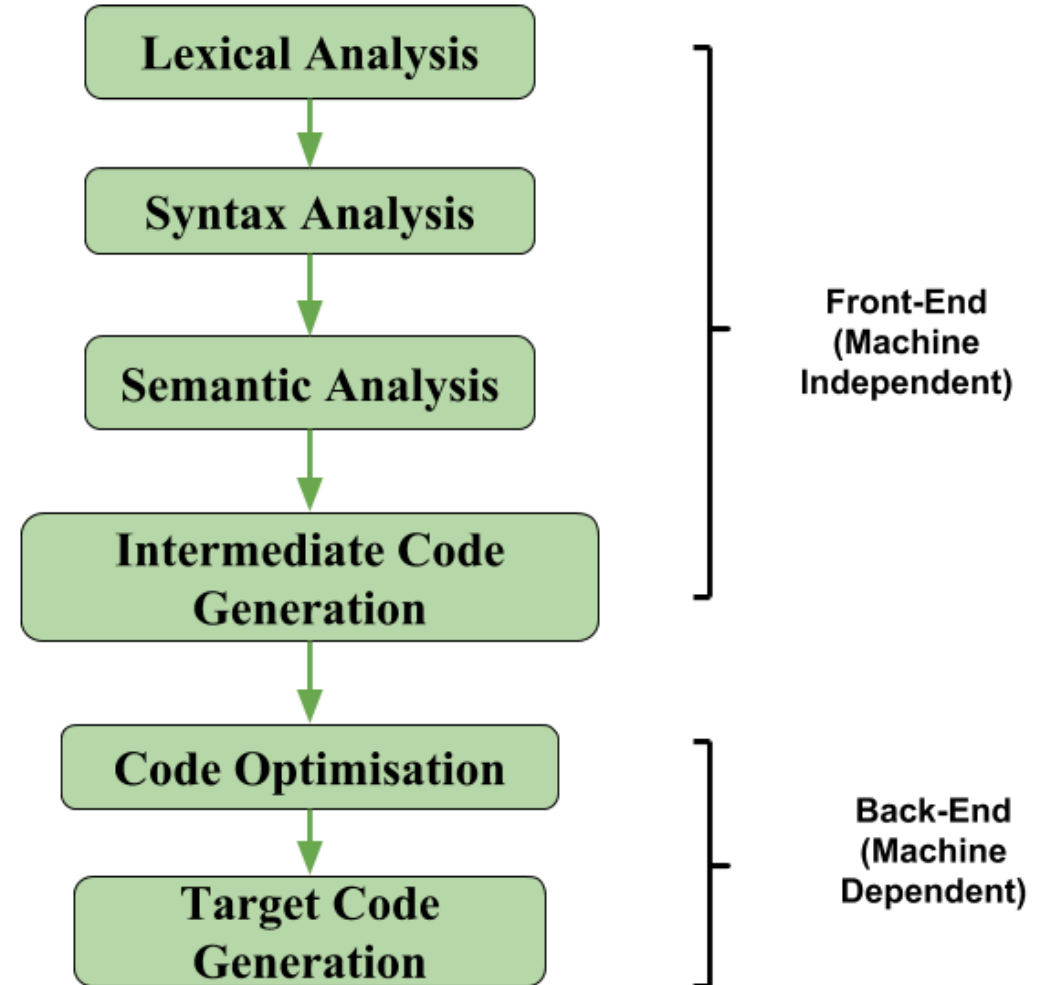 Lexical Analysis
Syntax Analysis
Semantic Analysis
Intermediate Code
Generation
Code Optimisation
Target Code
Generation
Front-End
(Machine
Independent)
Back-End
(Machine
Dependent)